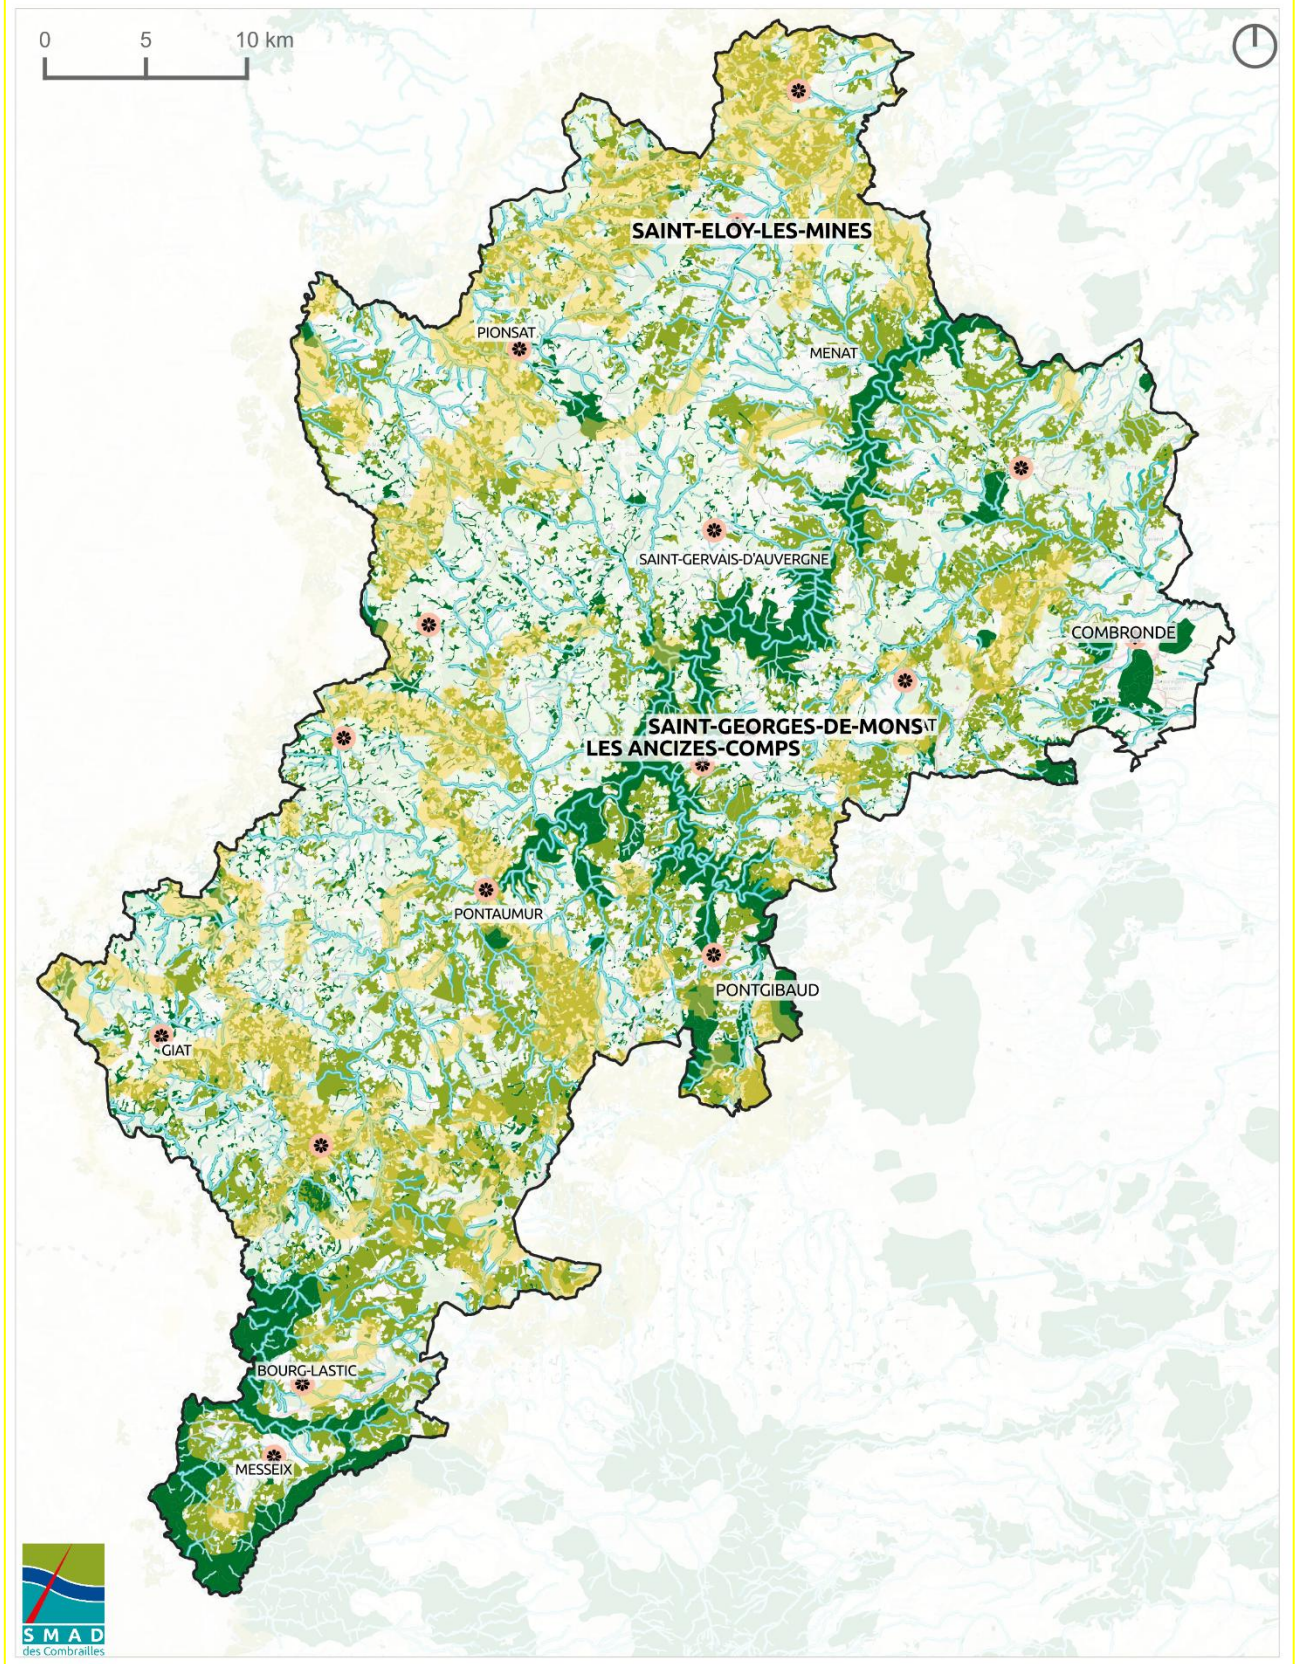 0 5 10 km
SAINT-ELOY-LES-MINES
PIONSAT
MENAT
SAINT-GERVAIS-D'AUVERGNE
COMBRONDE
SAINT-GEORGES-DE-MONS
LES ANCIZES-COMPS
PONTAUMUR
PONTGIBAUD
GIAT
BOURG-LASTIC
MESSEIX
SMAD
des Combrailles